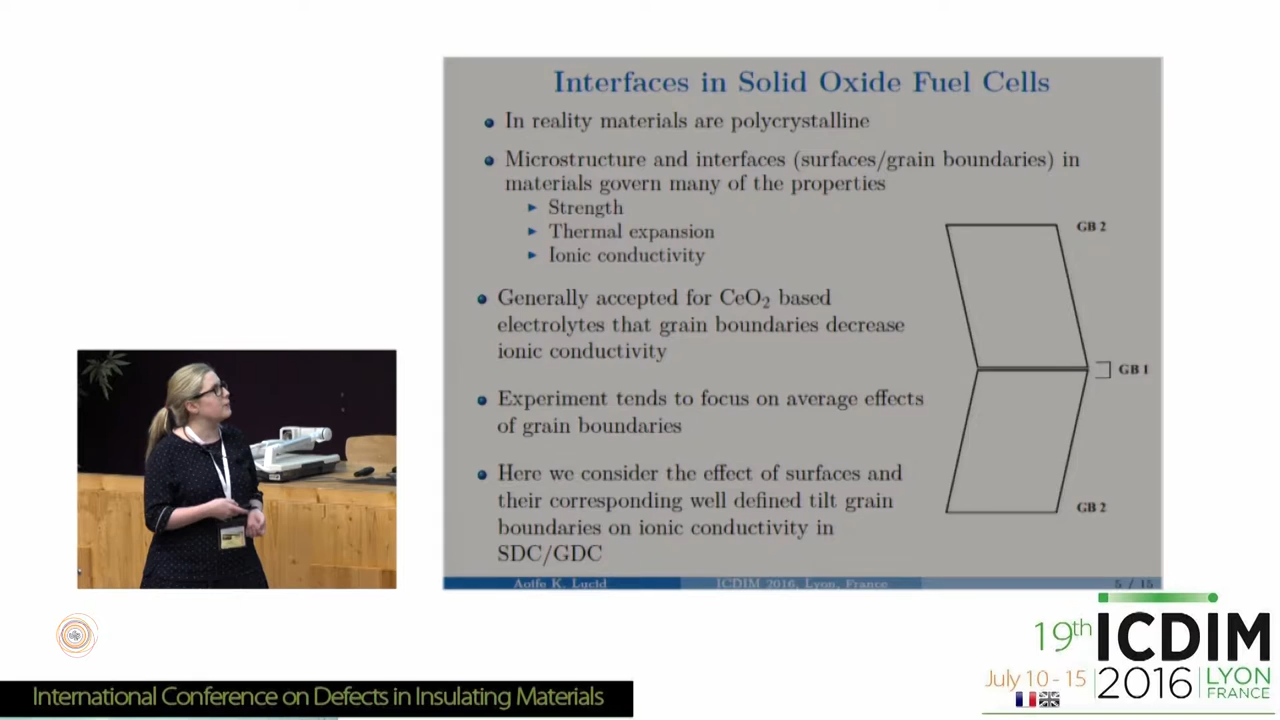 Interfaces in Solid Oxide Fuel Cells
In reality materials are polycrystalline
Microstructure and interfaces (surfaces/grain boundaries) in
materials govern many of the properties
Strength
Thermal expansion
Ionic conductivity
Generally accepted for CeO₂ based
electrolytes that grain boundaries decrease
ionic conductivity
Experiment tends to focus on average effects
of grain boundaries
Here we consider the effect of surfaces and
their corresponding well defined tilt grain
boundaries on ionic conductivity in
SDC/GDC
GB 2
GB 1
GB 2
Aoife K. Lucid
ICDIM 2016, Lyon, France
5 / 15
19th ICDIM
July 10 - 15 2016 LYON
FRANCE
International Conference on Defects in Insulating Materials